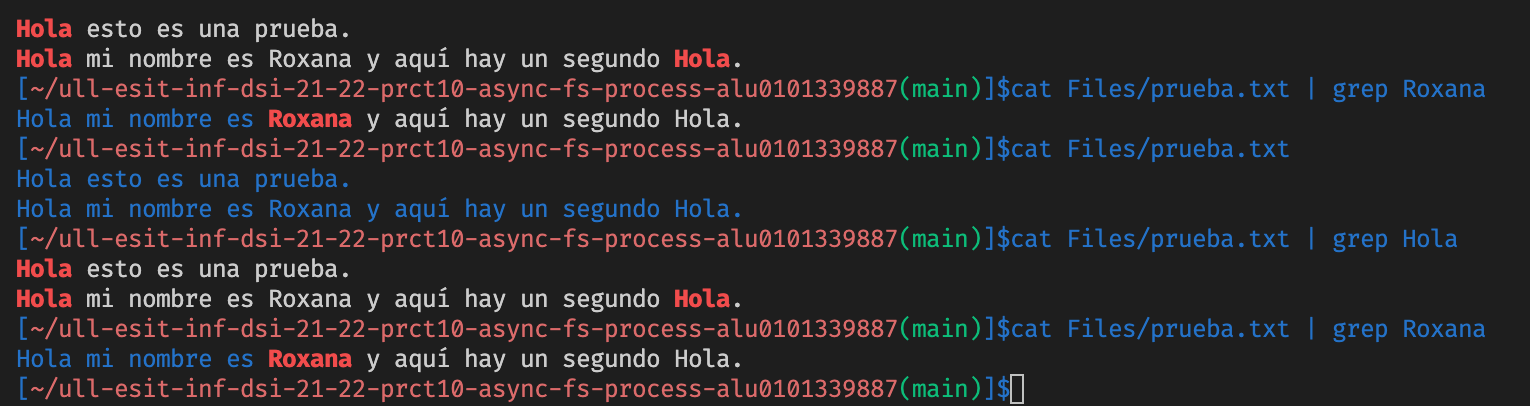 Hola esto es una prueba.
Hola mi nombre es Roxana y aquí hay un segundo Hola.
[~/ull-esit-inf-dsi-21-22-prct10-async-fs-process-alu0101339887(main)]$cat Files/prueba.txt | grep Roxana
Hola mi nombre es Roxana y aquí hay un segundo Hola.
[~/ull-esit-inf-dsi-21-22-prct10-async-fs-process-alu0101339887(main)]$cat Files/prueba.txt
Hola esto es una prueba.
Hola mi nombre es Roxana y aquí hay un segundo Hola.
[~/ull-esit-inf-dsi-21-22-prct10-async-fs-process-alu0101339887(main)]$cat Files/prueba.txt | grep Hola
Hola esto es una prueba.
Hola mi nombre es Roxana y aquí hay un segundo Hola.
[~/ull-esit-inf-dsi-21-22-prct10-async-fs-process-alu0101339887(main)]$cat Files/prueba.txt | grep Roxana
Hola mi nombre es Roxana y aquí hay un segundo Hola.
[~/ull-esit-inf-dsi-21-22-prct10-async-fs-process-alu0101339887(main)]$